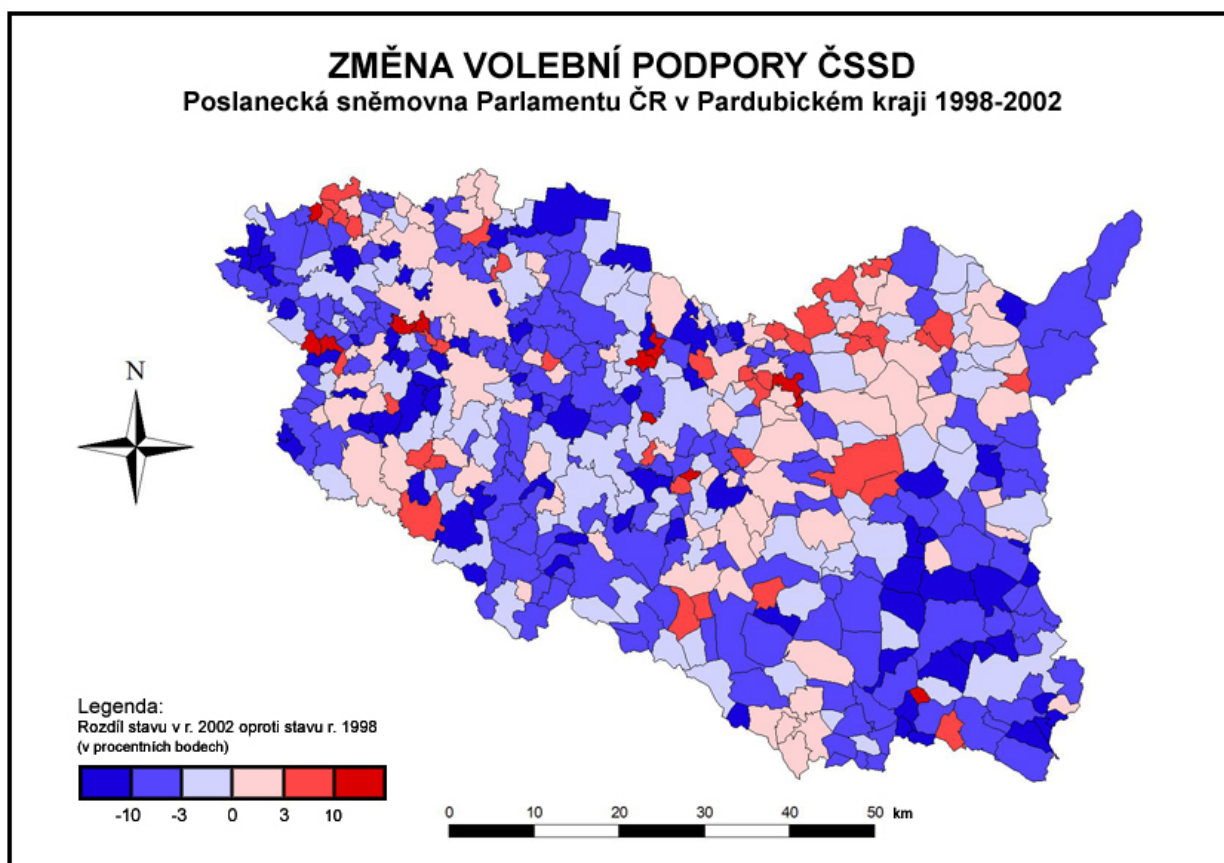 ZMĚNA VOLEBNÍ PODPORY ČSSD
Poslanecká sněmovna Parlamentu ČR v Pardubickém kraji 1998-2002
N
Legenda:
Rozdíl stavu v r. 2002 oproti stavu r. 1998
(v procentních bodech)
-10 -3 0 3 10
0 10 20 30 40 50 km